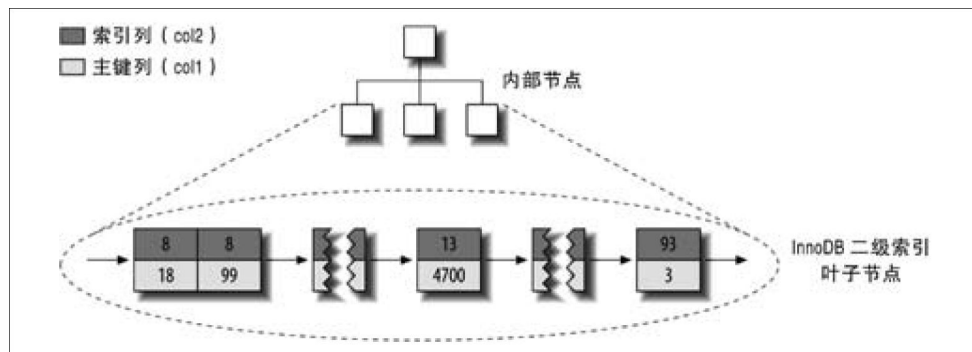 索引列（col2）
主键列（col1）
内部节点
8 8
18 99
13
4700
93
3
InnoDB 二级索引
叶子节点